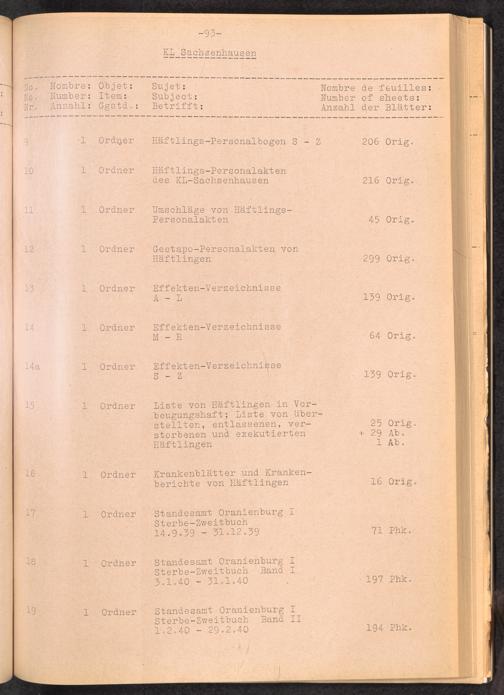 -93-
KL Sachsenhausen
No. Nombre: Objet: Sujet: Nombre de feuilles:
No. Number: Item: Subject: Number of sheets:
Nr. Anzahl: Ggstd.: Betrifft: Anzahl der Blätter:
9 1 Ordner Häftlings-Personalbogen S - Z 206 Orig.
10 1 Ordner Häftlings-Personalakten
des KL-Sachsenhausen 216 Orig.
11 1 Ordner Umschläge von Häftlings-
Personalakten 45 Orig.
12 1 Ordner Gestapo-Personalakten von
Häftlingen 299 Orig.
13 1 Ordner Effekten-Verzeichnisse
A - L 139 Orig.
14 1 Ordner Effekten-Verzeichnisse
M - R 64 Orig.
14a 1 Ordner Effekten-Verzeichnisse
S - Z 139 Orig.
15 1 Ordner Liste von Häftlingen in Vor-
beugungshaft; Liste von über-
stellten, entlassenen, ver- 25 Orig.
storbenen und exekutierten + 29 Ab.
Häftlingen 1 Ab.
16 1 Ordner Krankenblätter und Kranken-
berichte von Häftlingen 16 Orig.
17 1 Ordner Standesamt Oranienburg I
Sterbe-Zweitbuch
14.9.39 - 31.12.39 71 Phk.
18 1 Ordner Standesamt Oranienburg I
Sterbe-Zweitbuch Band I
3.1.40 - 31.1.40 197 Phk.
19 1 Ordner Standesamt Oranienburg I
Sterbe-Zweitbuch Band II
1.2.40 - 29.2.40 194 Phk.